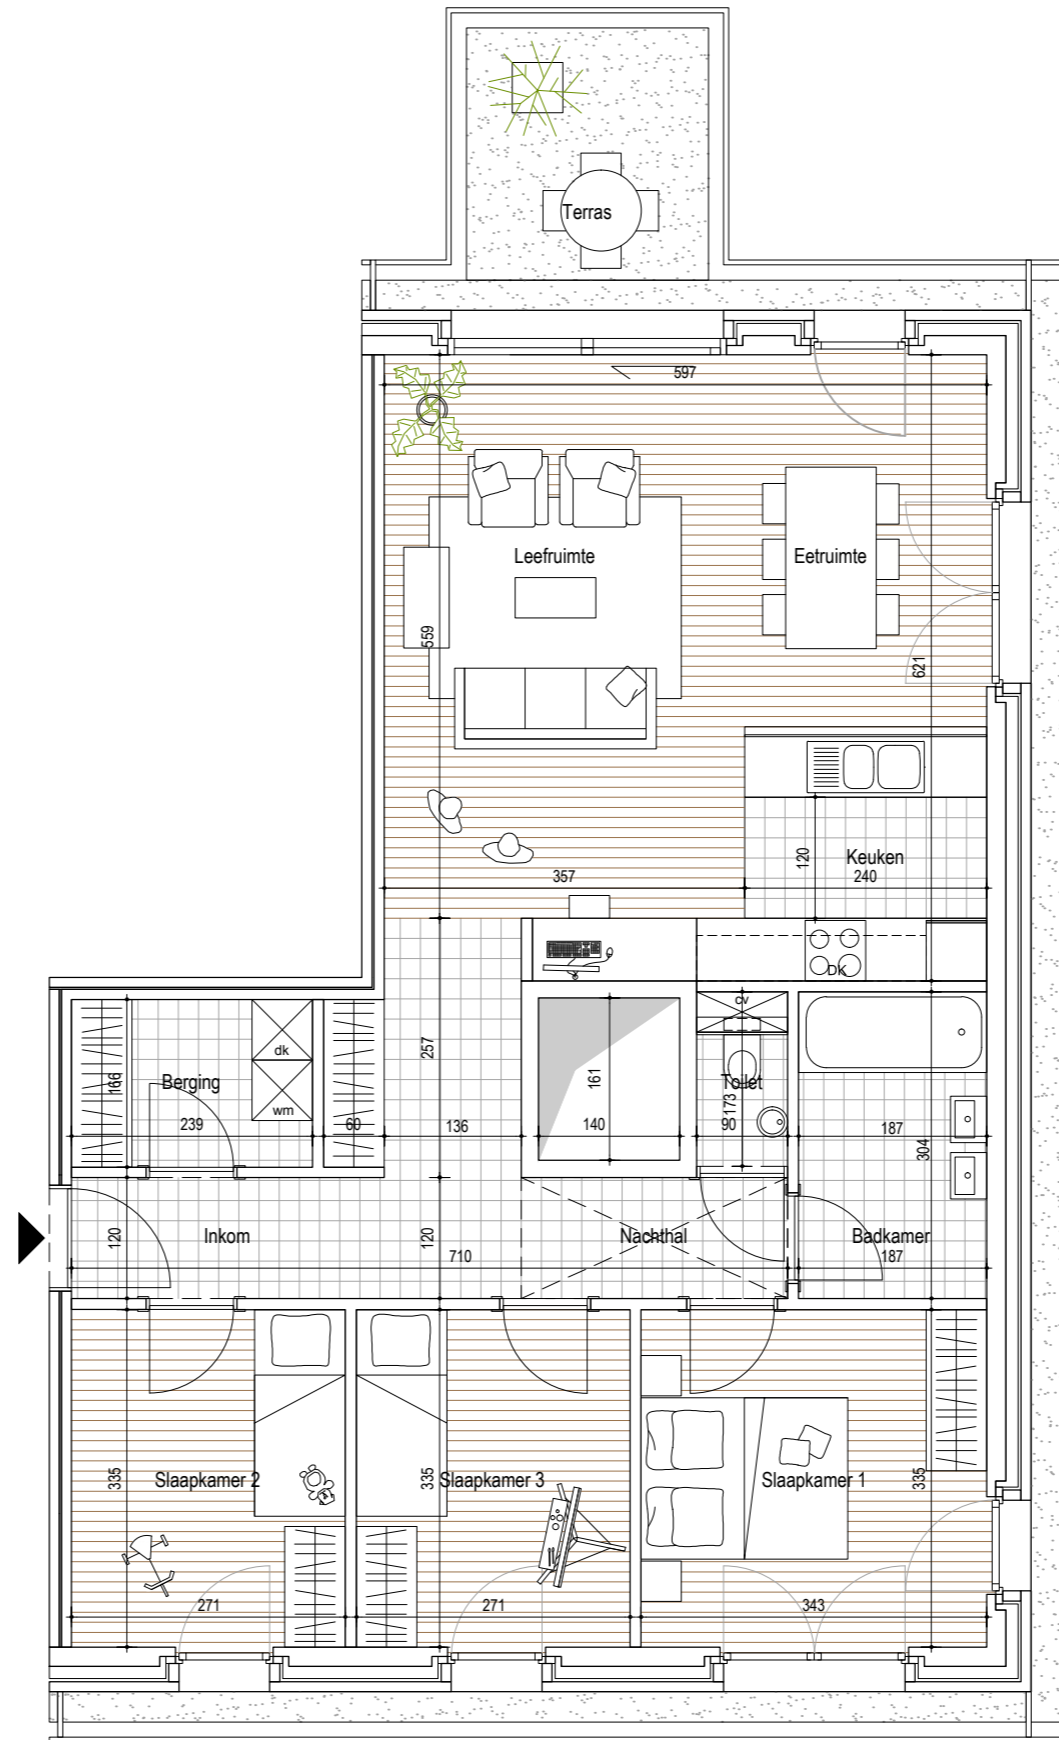 Terras
597
Leefruimte
Eetruimte
559
621
Keuken
120
357
240
DK
cv
257
161
dk
166
Berging
Toilet
173
wm
239
60
136
140
90
187
304
120
Inkom
120
Nachthal
Badkamer
710
187
335
Slaapkamer 2
335
Slaapkamer 3
Slaapkamer 1
335
271
271
343